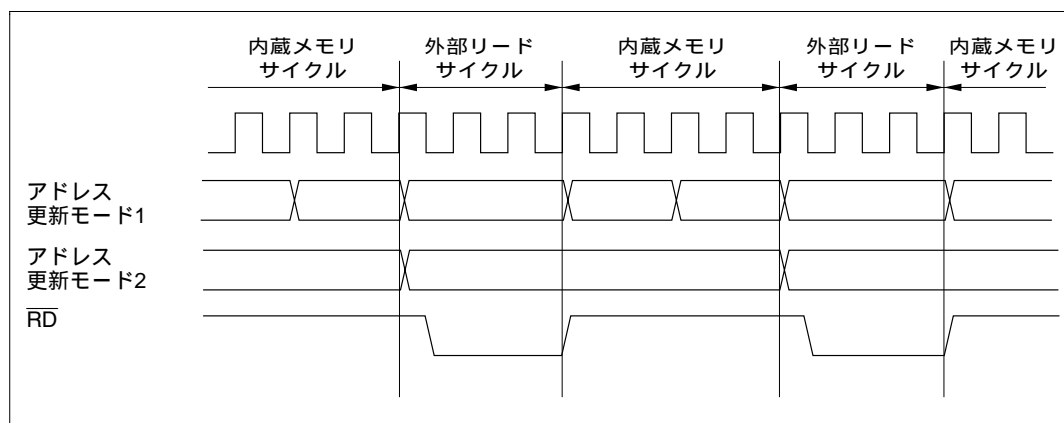 内蔵メモリ
サイクル
外部リード
サイクル
内蔵メモリ
サイクル
外部リード
サイクル
内蔵メモリ
サイクル
アドレス
更新モード1
アドレス
更新モード2
RD